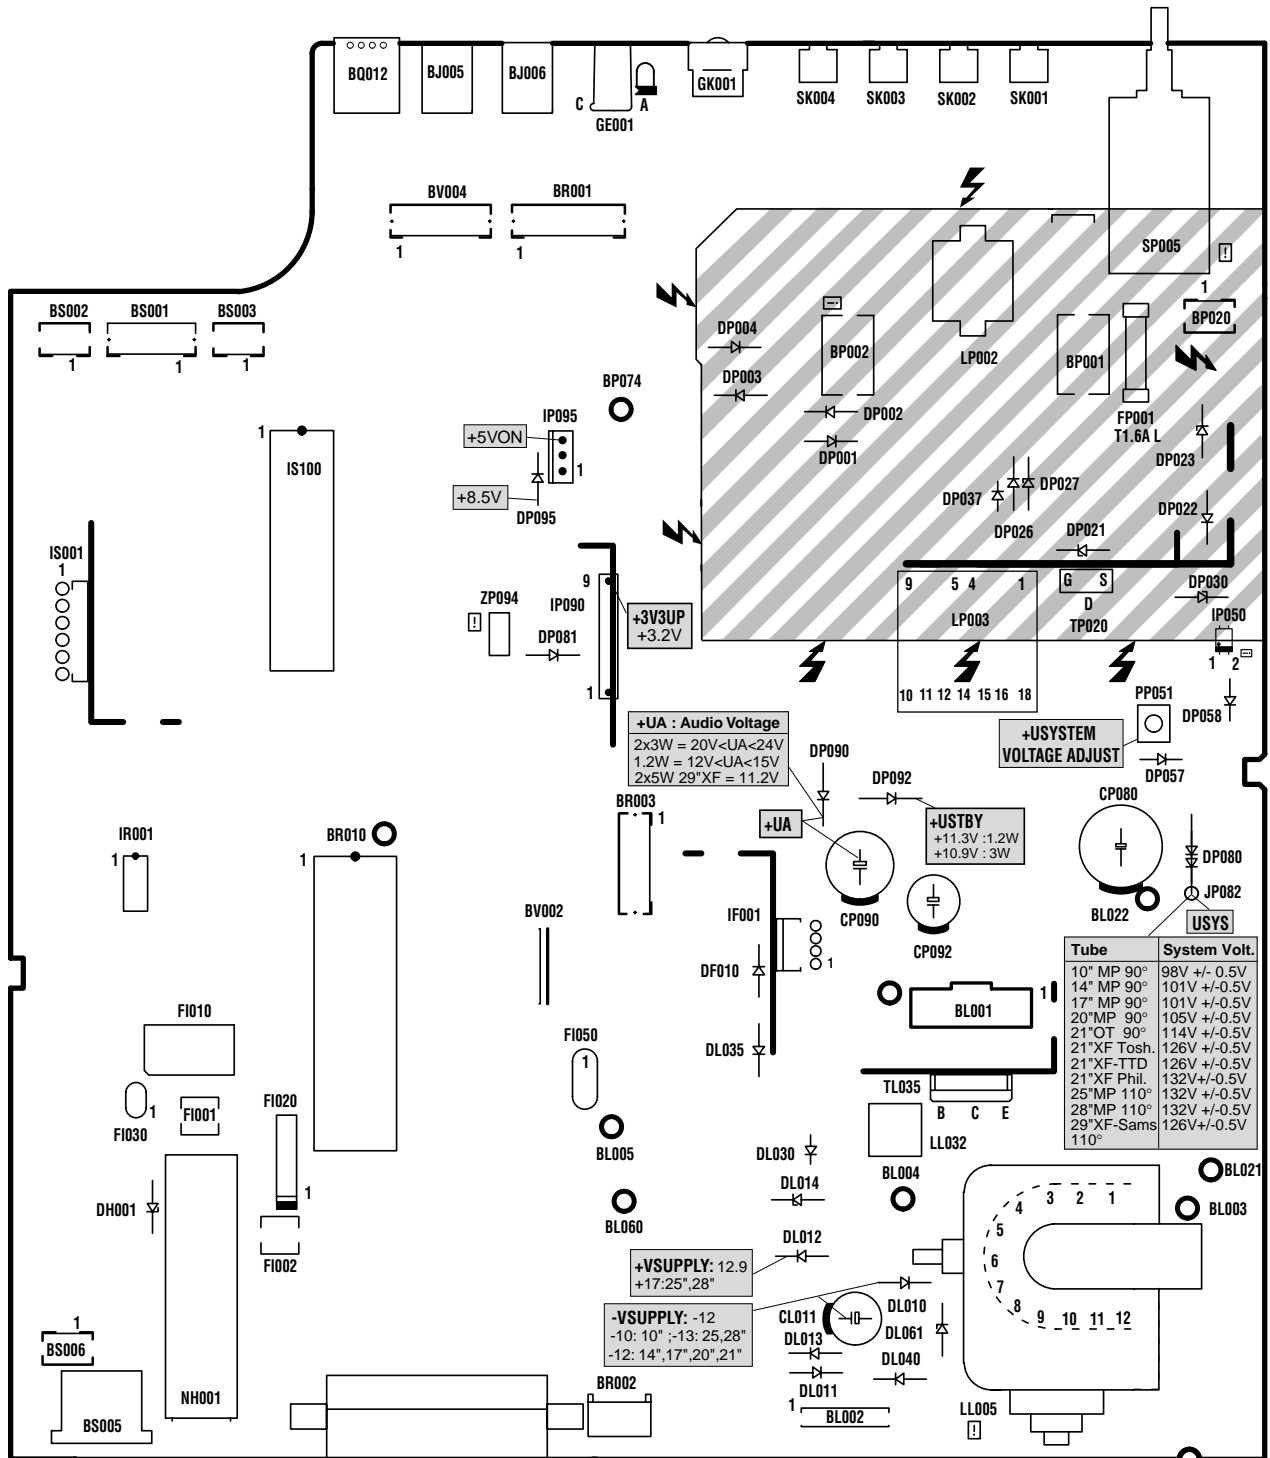 BQ012
BJ005
BJ006
C
A
GE001
GK001
SK004
SK003
SK002
SK001
BV004
BR001
1
1
SP005
!
BS002
BS001
BS003
1
1
1
DP004
DP003
BP002
DP002
DP001
LP002
BP001
FP001
T1.6A L
1
BP020
DP023
BP074
IP095
+5VON
1
+8.5V
DP095
1
IS100
DP037
DP027
DP026
DP022
DP021
IS001
1
ZP094
!
9
IP090
DP081
1
+3V3UP
+3.2V
9 5 4 1
LP003
10 11 12 14 15 16 18
G S
D
TP020
DP030
IP050
1 2
PP051
DP058
+USYSTEM
VOLTAGE ADJUST
DP057
+UA : Audio Voltage
2x3W = 20V<UA<24V
1.2W = 12V<UA<15V
2x5W 29"XF = 11.2V
DP090
DP092
+UA
+USTBY
+11.3V :1.2W
+10.9V : 3W
CP080
DP080
JP082
BL022
USYS
BR003
1
IR001
1
BR010
1
BV002
IF001
1
CP090
CP092
DF010
DL035
BL001
1
Tube System Volt.
10" MP 90° 98V +/- 0.5V
14" MP 90° 101V +/-0.5V
17" MP 90° 101V +/-0.5V
20"MP 90° 105V +/-0.5V
21"OT 90° 114V +/-0.5V
21"XF Tosh. 126V +/-0.5V
21"XF-TTD 126V +/-0.5V
21"XF Phil. 132V+/-0.5V
25"MP 110° 132V +/-0.5V
28"MP 110° 132V +/-0.5V
29"XF-Sams 126V+/-0.5V
110°
FI010
FI050
1
FI030
1
FI001
FI020
1
FI002
DH001
TL035
B C E
LL032
BL005
BL060
DL030
DL014
BL004
BL021
BL003
DL012
+VSUPPLY: 12.9
+17:25",28"
-VSUPPLY: -12
-10: 10" ;-13: 25,28"
-12: 14",17",20",21"
DL010
CL011
DL013
DL061
DL040
DL011
1
BL002
3 2 1
4
5
6
7
8
9 10 11 12
LL005
!
1
BS006
BS005
NH001
BR002